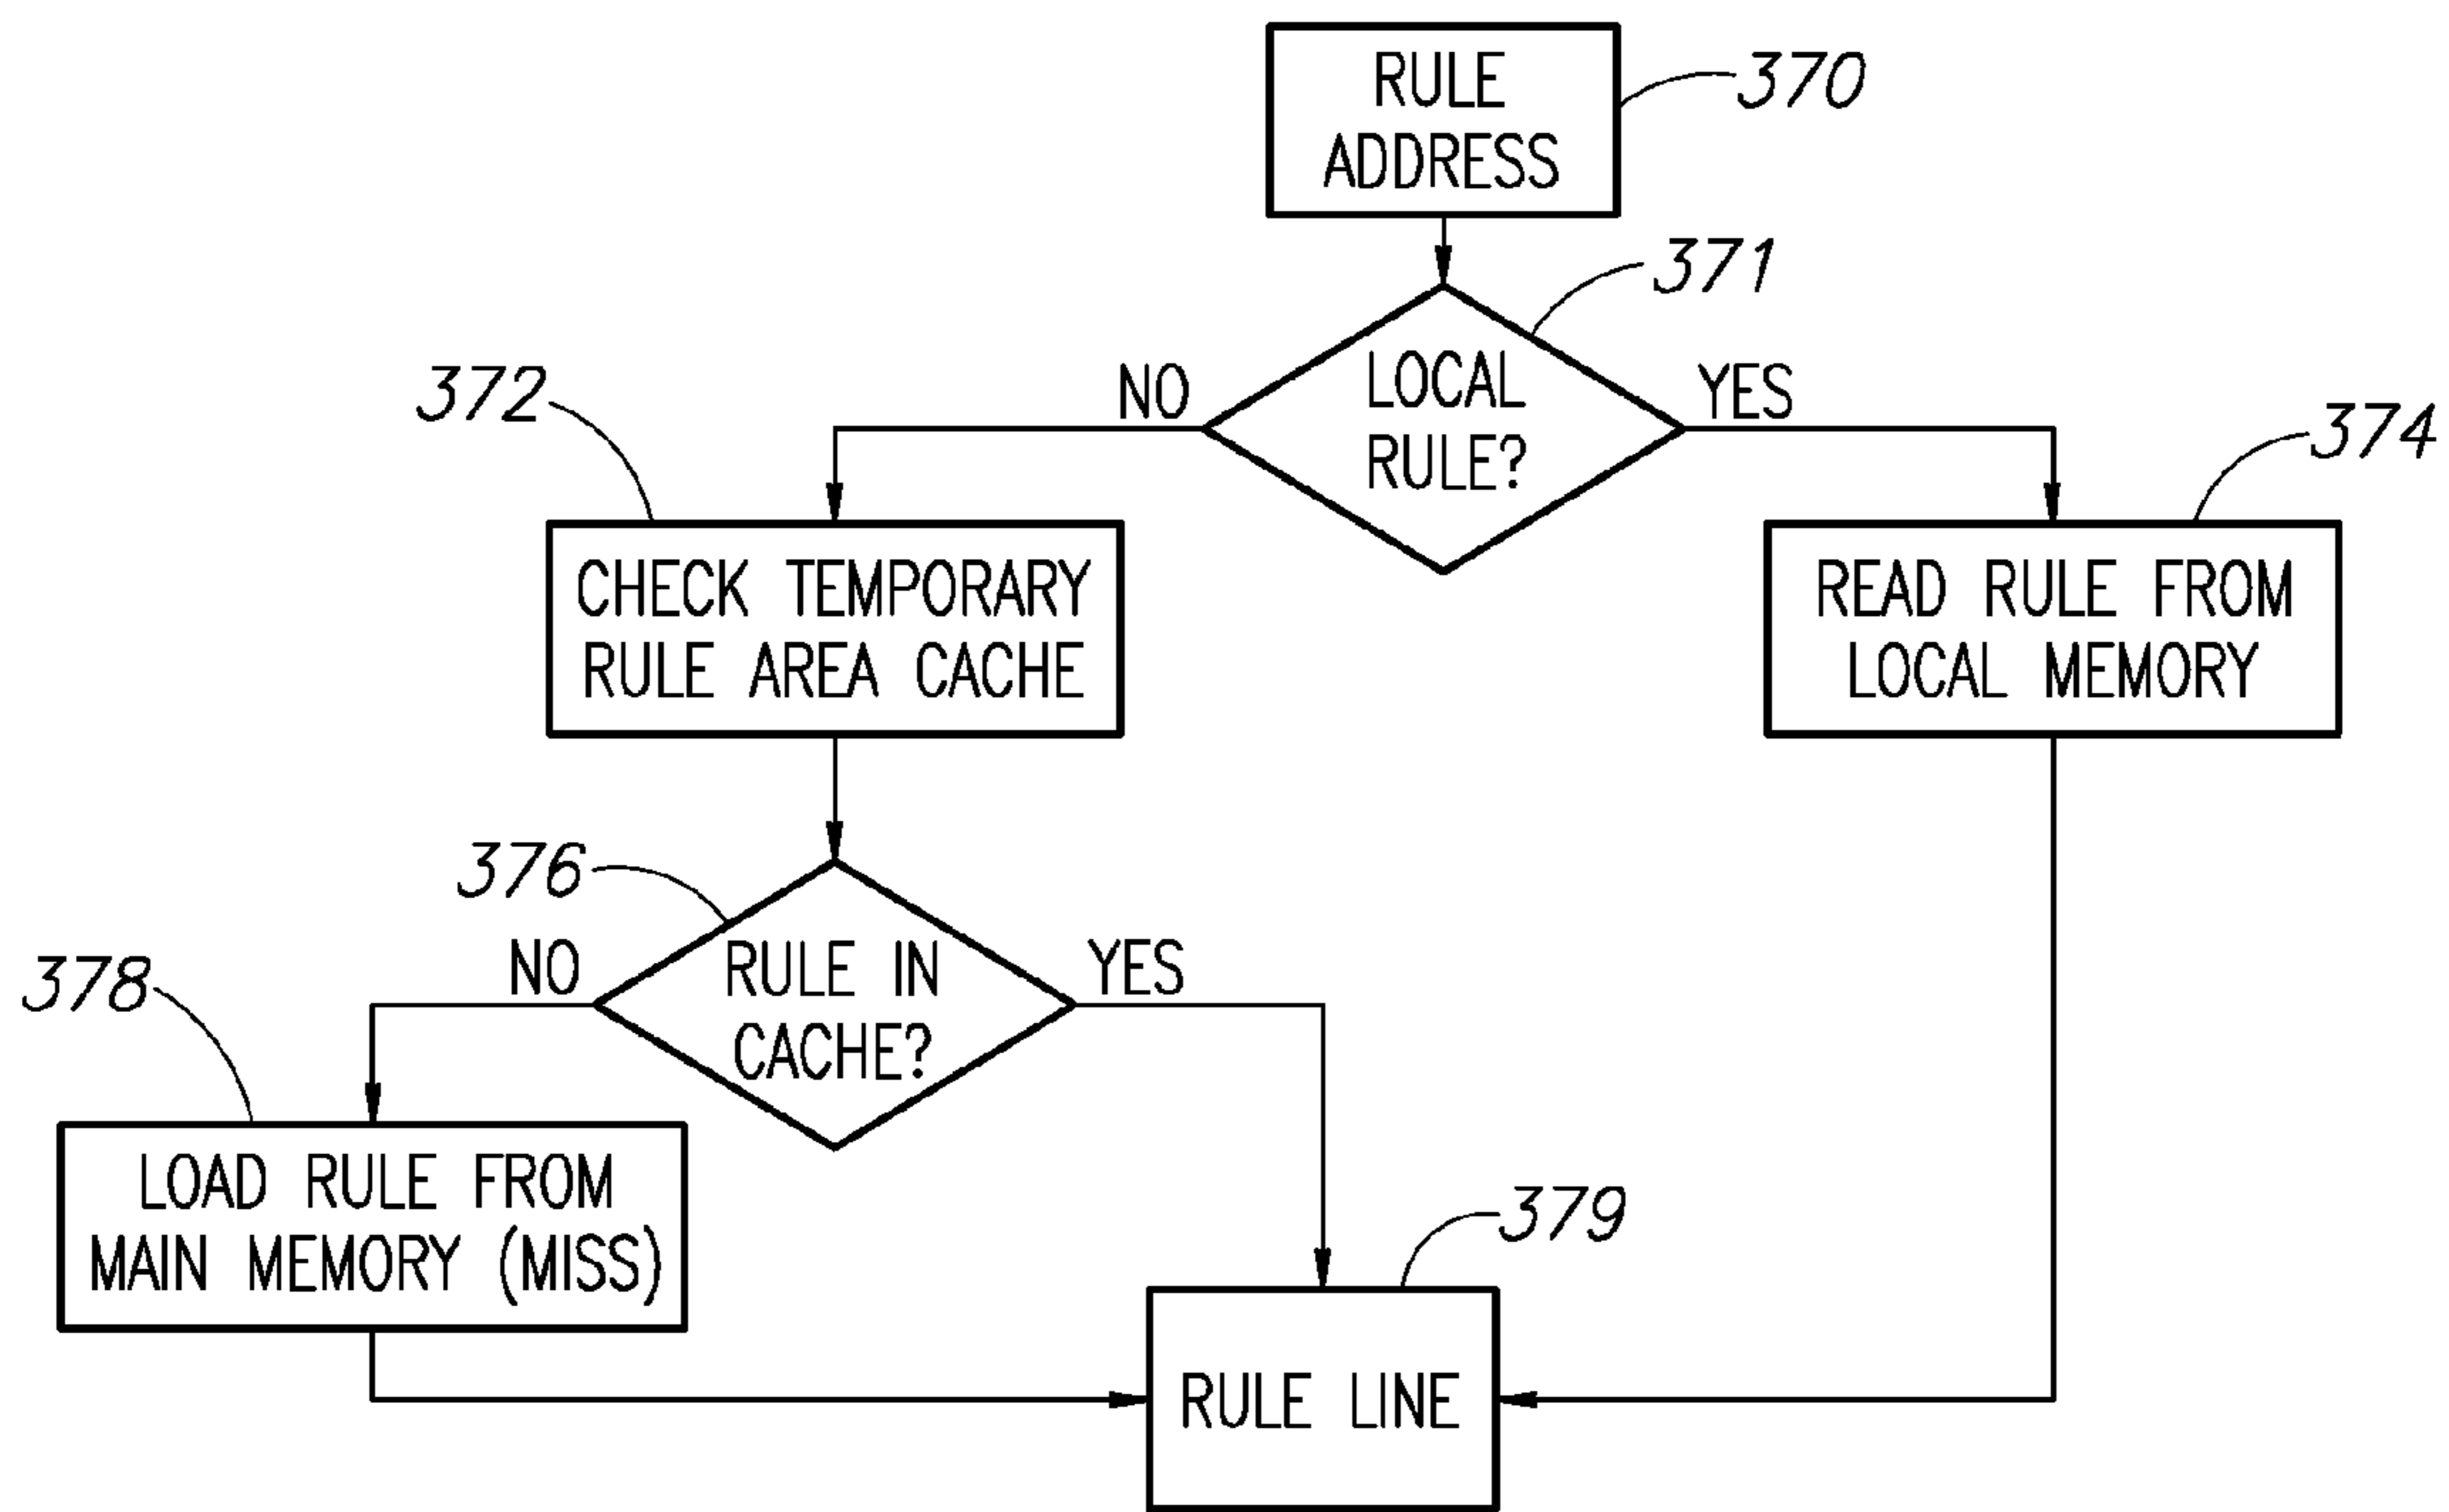 RULE
ADDRESS
370
371
LOCAL
RULE?
NO
YES
372
374
CHECK TEMPORARY
RULE AREA CACHE
READ RULE FROM
LOCAL MEMORY
376
RULE IN
CACHE?
NO
YES
378
LOAD RULE FROM
MAIN MEMORY (MISS)
379
RULE LINE